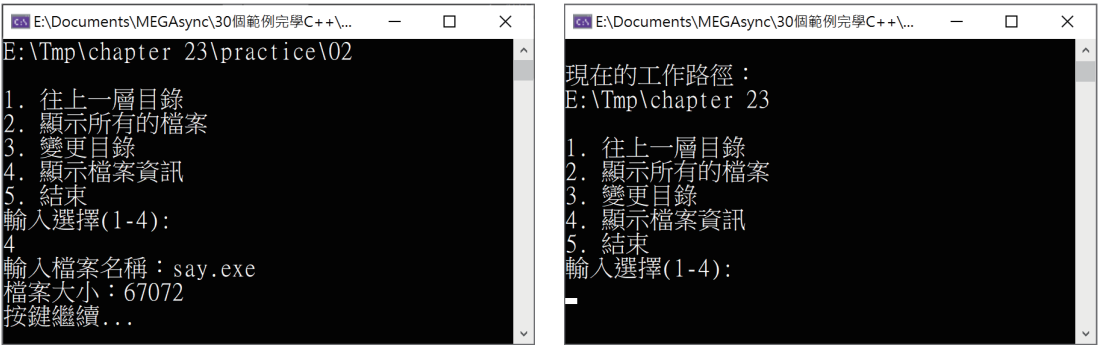 E:\Documents\MEGAsync\30個範例完學C++\...
E:\Tmp\chapter 23\practice\02
1. 往上一層目錄
2. 顯示所有的檔案
3. 變更目錄
4. 顯示檔案資訊
5. 結束
輸入選擇(1-4):
4
輸入檔案名稱：say.exe
檔案大小：67072
按鍵繼續...
E:\Documents\MEGAsync\30個範例完學C++\...
現在的工作路徑：
E:\Tmp\chapter 23
1. 往上一層目錄
2. 顯示所有的檔案
3. 變更目錄
4. 顯示檔案資訊
5. 結束
輸入選擇(1-4):